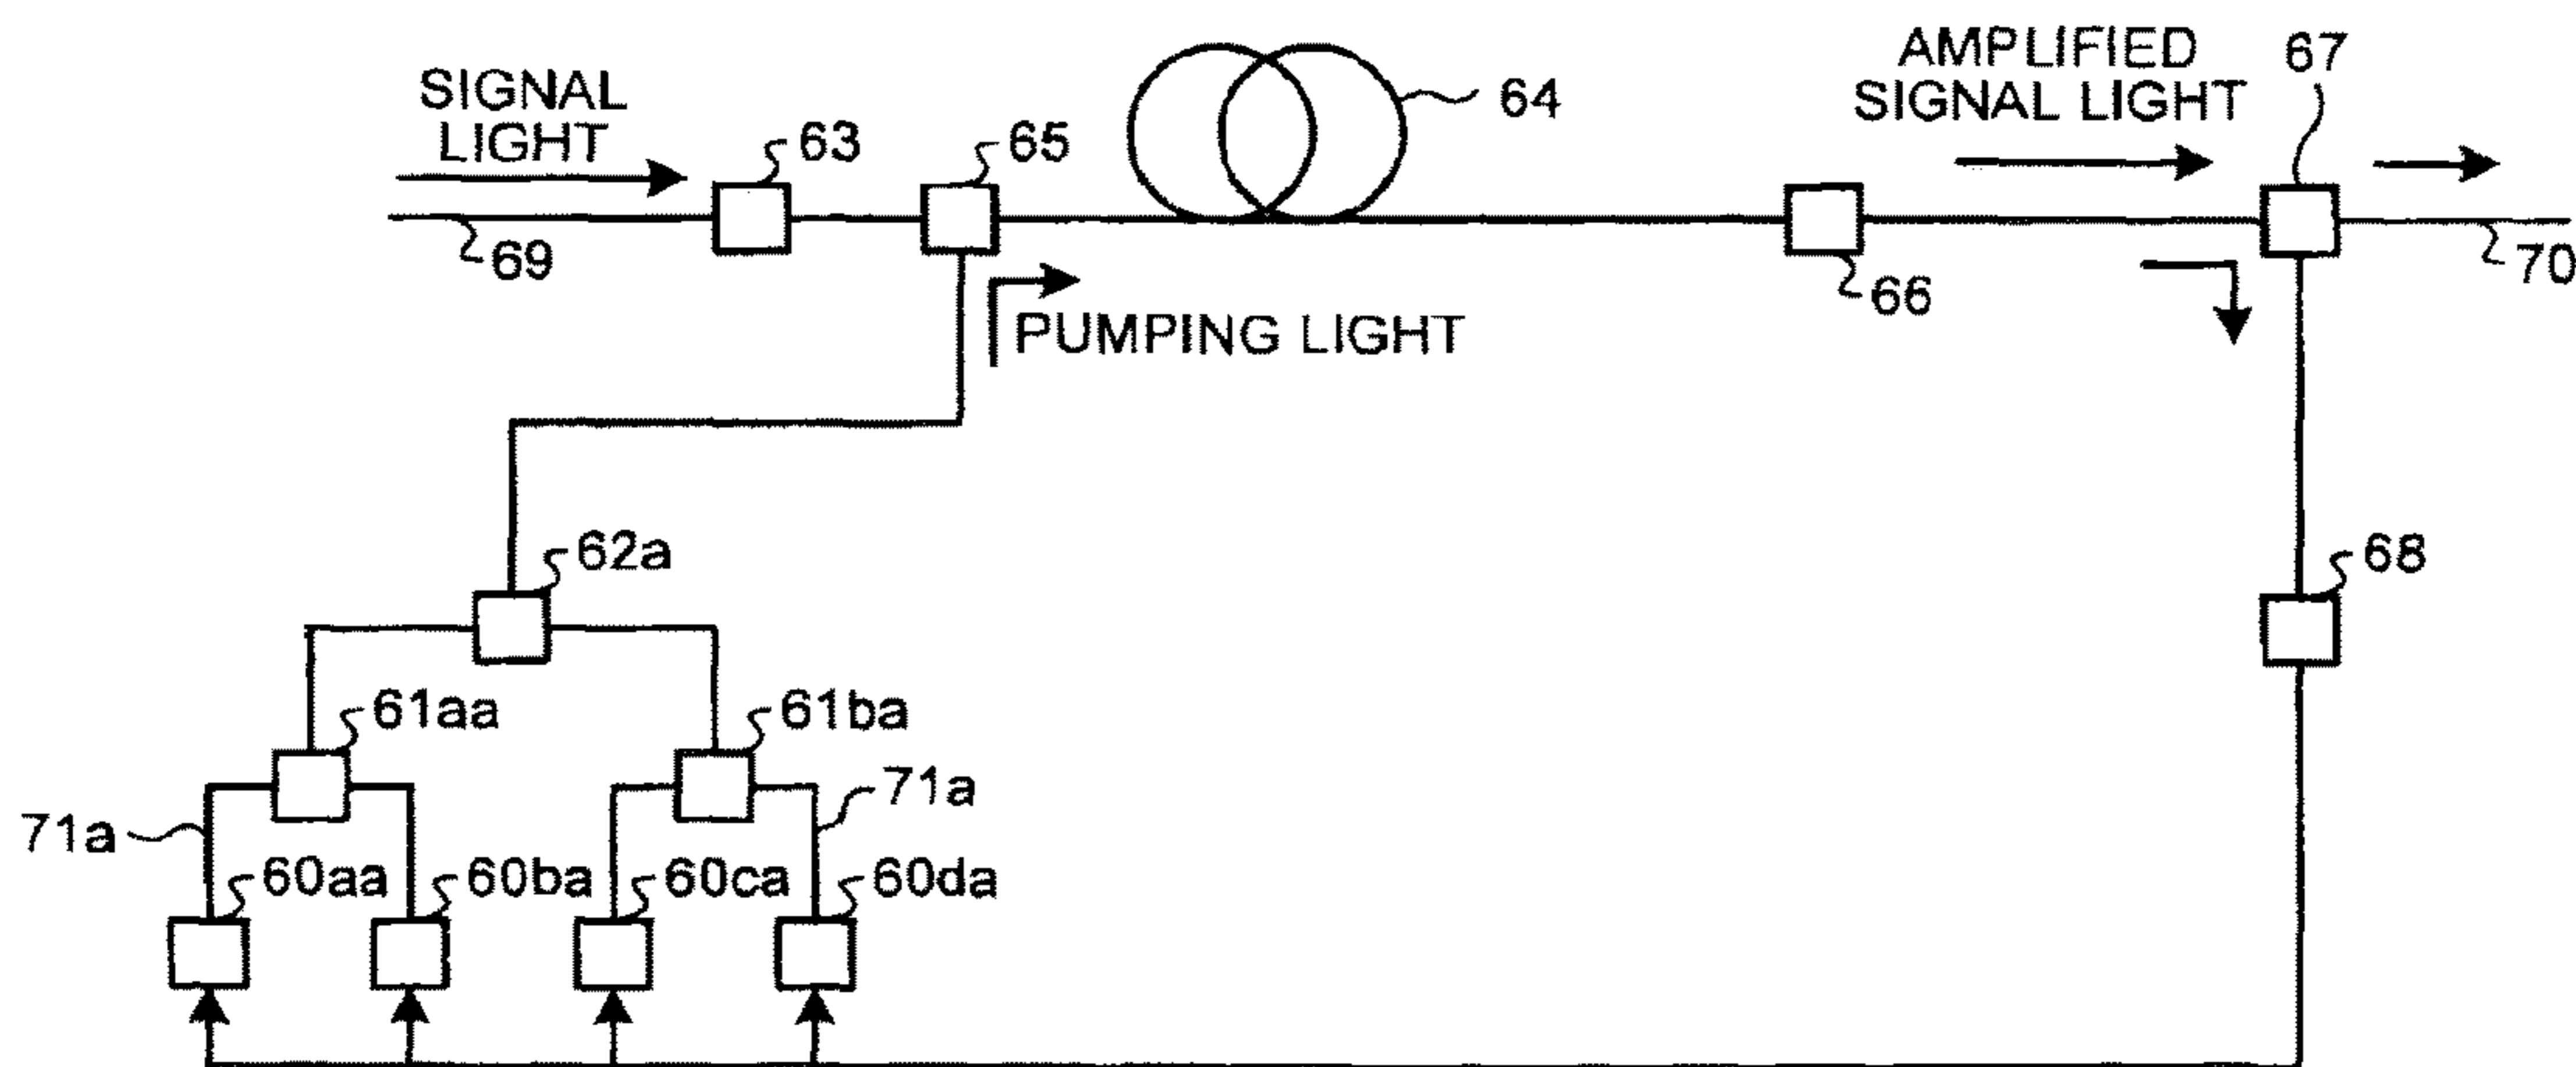 SIGNAL
LIGHT
63
65
64
AMPLIFIED
SIGNAL LIGHT
67
69
66
70
PUMPING LIGHT
62a
68
61aa
61ba
71a
71a
60aa
60ba
60ca
60da